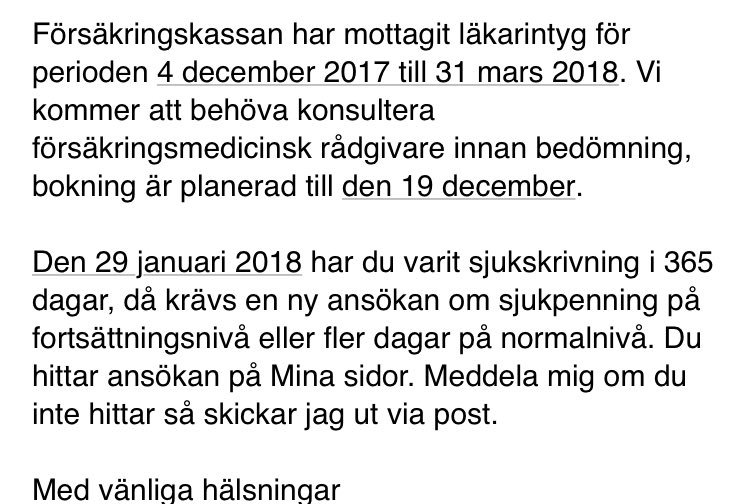 Försäkringskassan har mottagit läkarintyg för
perioden 4 december 2017 till 31 mars 2018. Vi
kommer att behöva konsultera
försäkringsmedicinsk rådgivare innan bedömning,
bokning är planerad till den 19 december.
Den 29 januari 2018 har du varit sjukskrivning i 365
dagar, då krävs en ny ansökan om sjukpenning på
fortsättningsnivå eller fler dagar på normalnivå. Du
hittar ansökan på Mina sidor. Meddela mig om du
inte hittar så skickar jag ut via post.
Med vänliga hälsningar